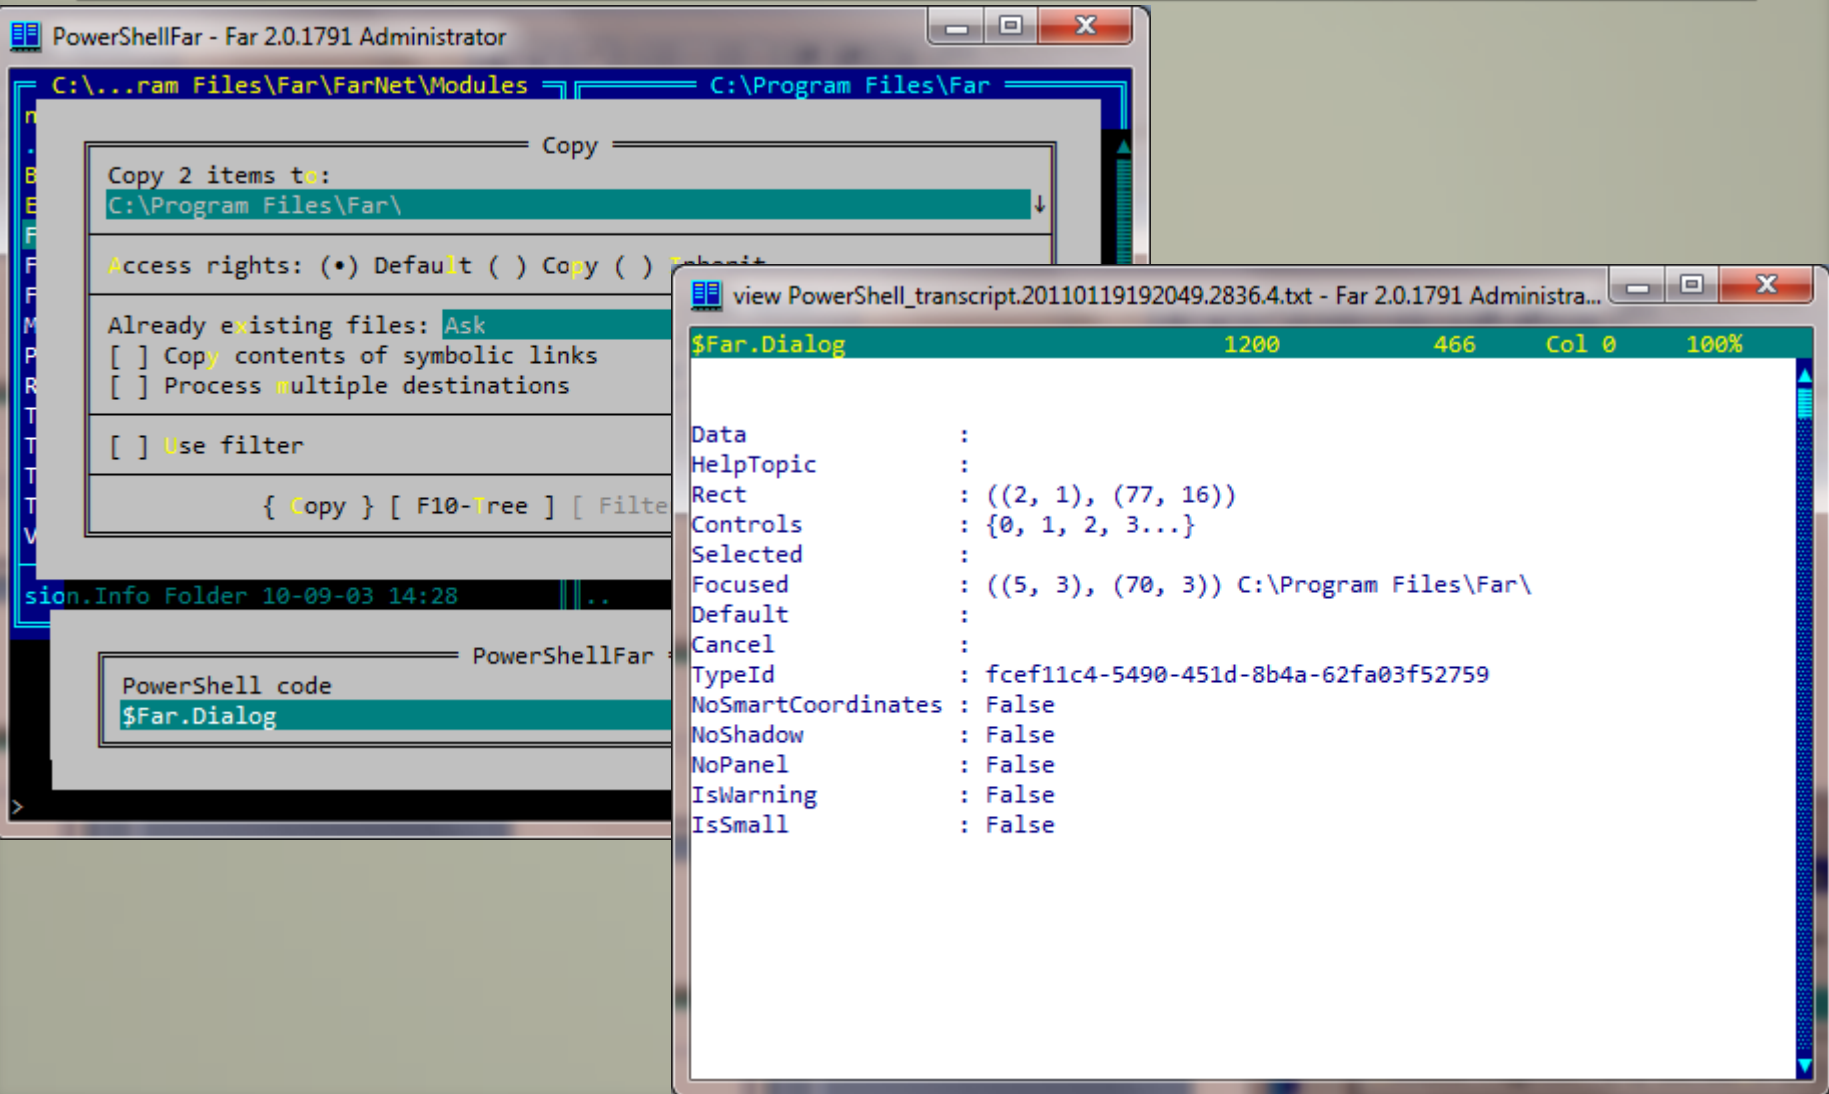 PowerShellFar - Far 2.0.1791 Administrator
C:\...ram Files\Far\FarNet\Modules
C:\Program Files\Far
n
..
B
E
F
F
F
M
P
R
T
T
T
T
V
Copy
Copy 2 items to:
C:\Program Files\Far\ ↓
Access rights: (•) Default ( ) Copy ( ) Inherit
Already existing files: Ask
[ ] Copy contents of symbolic links
[ ] Process multiple destinations
[ ] Use filter
{ Copy } [ F10-Tree ] [ Filte
sion.Info Folder 10-09-03 14:28
..
PowerShellFar
PowerShell code
$Far.Dialog
>
view PowerShell_transcript.20110119192049.2836.4.txt - Far 2.0.1791 Administra...
$Far.Dialog 1200 466 Col 0 100%
Data :
HelpTopic :
Rect : ((2, 1), (77, 16))
Controls : {0, 1, 2, 3...}
Selected :
Focused : ((5, 3), (70, 3)) C:\Program Files\Far\
Default :
Cancel :
TypeId : fcef11c4-5490-451d-8b4a-62fa03f52759
NoSmartCoordinates : False
NoShadow : False
NoPanel : False
IsWarning : False
IsSmall : False